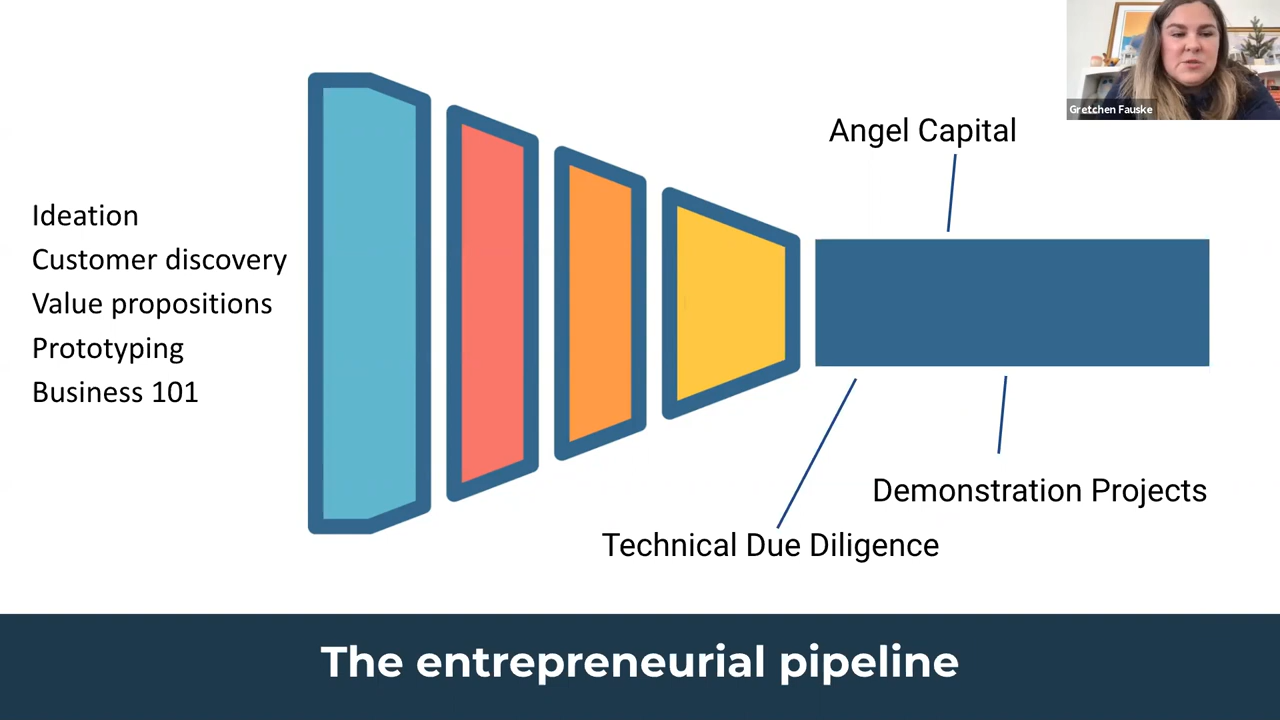 Gretchen Fauske
Angel Capital
Ideation
Customer discovery
Value propositions
Prototyping
Business 101
Demonstration Projects
Technical Due Diligence
The entrepreneurial pipeline